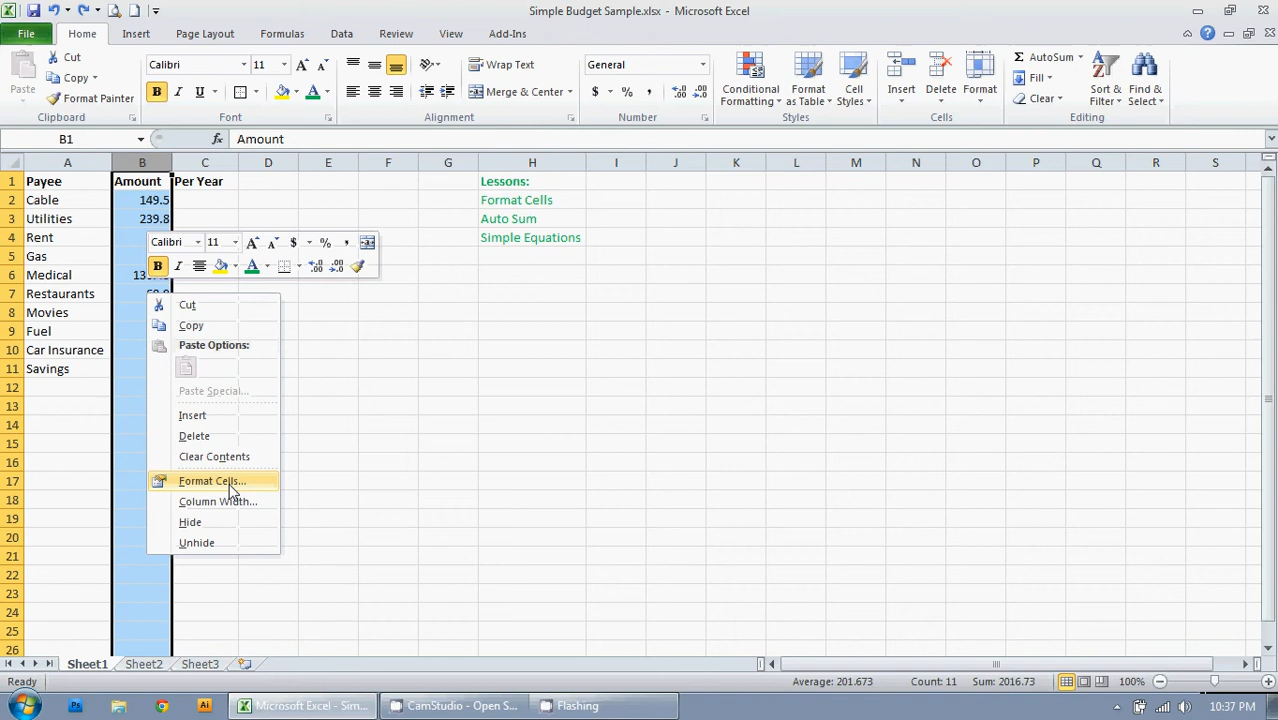 Simple Budget Sample.xlsx - Microsoft Excel
File Home Insert Page Layout Formulas Data Review View Add-Ins
Paste
Cut
Copy
Format Painter
Clipboard
Calibri 11
B I U
Font
Wrap Text
Merge & Center
Alignment
General
$ % ,
Number
Conditional Formatting
Format as Table
Cell Styles
Styles
Insert Delete Format
Cells
Σ AutoSum
Fill
Clear
Sort & Filter
Find & Select
Editing
B1 fx Amount
A B C D E F G H I J K L M N O P Q R S
1 Payee Amount Per Year Lessons:
2 Cable 149.5 Format Cells
3 Utilities 239.8 Auto Sum
4 Rent Simple Equations
5 Gas
6 Medical
7 Restaurants
8 Movies
9 Fuel
10 Car Insurance
11 Savings
12
13
14
15
16
17
18
19
20
21
22
23
24
25
26
Calibri 11 A A $ % ,
B I A
Cut
Copy
Paste Options:
Paste Special...
Insert
Delete
Clear Contents
Format Cells...
Column Width...
Hide
Unhide
Sheet1 Sheet2 Sheet3
Ready Average: 201.673 Count: 11 Sum: 2016.73 100%
Ps Ai Microsoft Excel - Sim... CamStudio - Open S... Flashing 10:37 PM